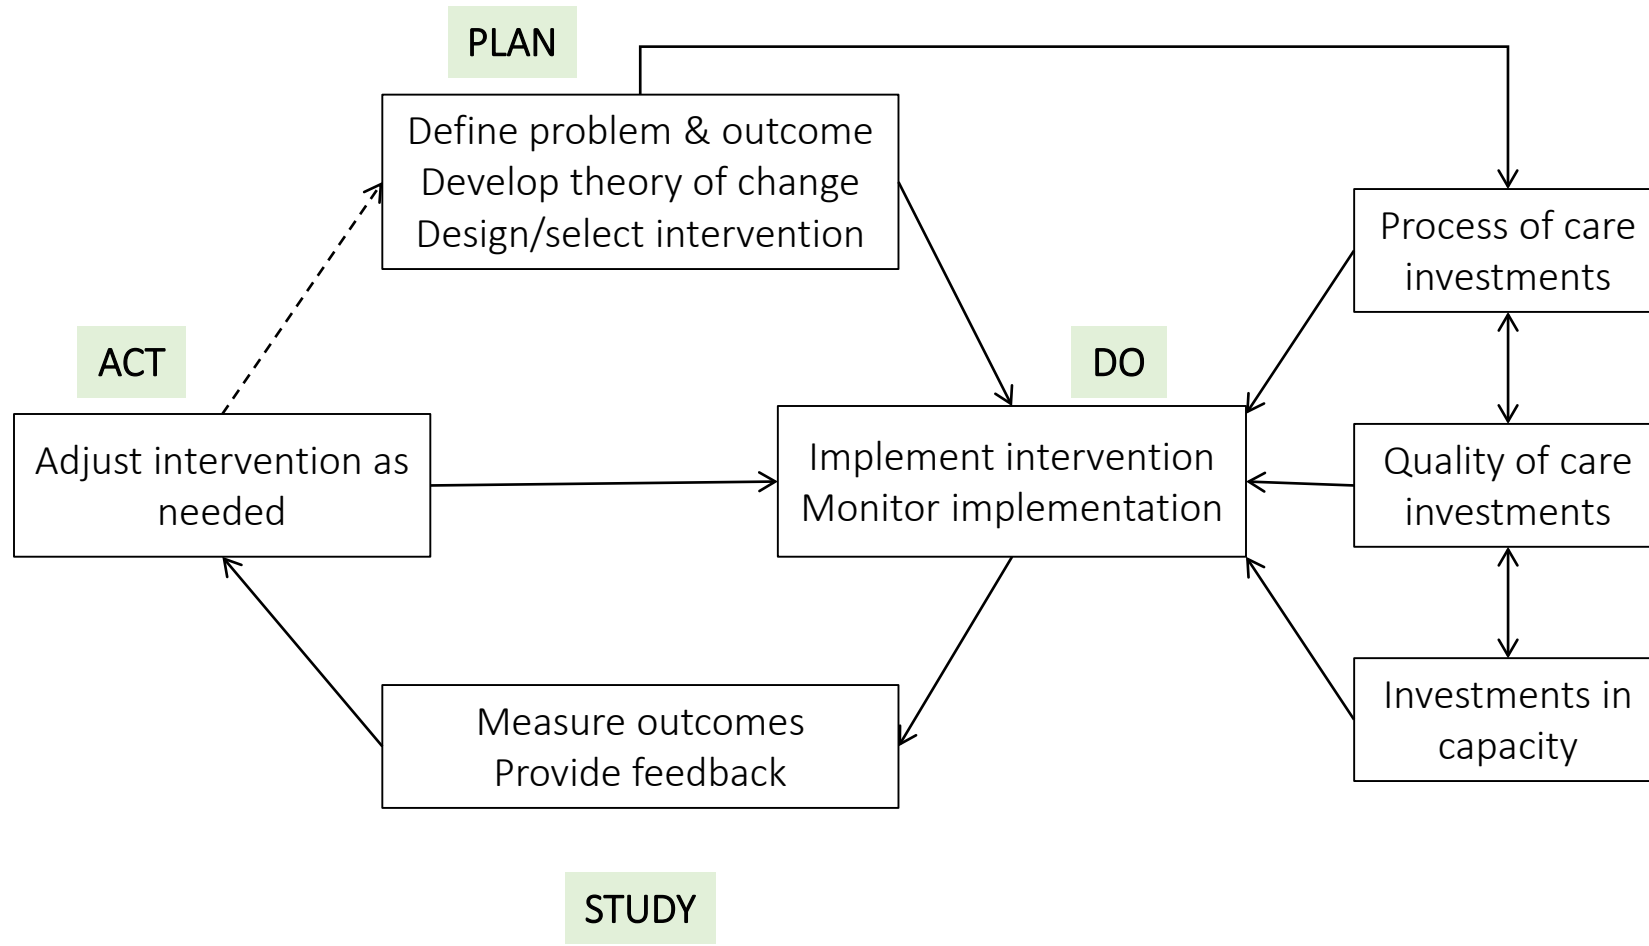 PLAN
Define problem & outcome
Develop theory of change
Design/select intervention
Process of care
investments
ACT
DO
Adjust intervention as
needed
Implement intervention
Monitor implementation
Quality of care
investments
Measure outcomes
Provide feedback
Investments in
capacity
STUDY